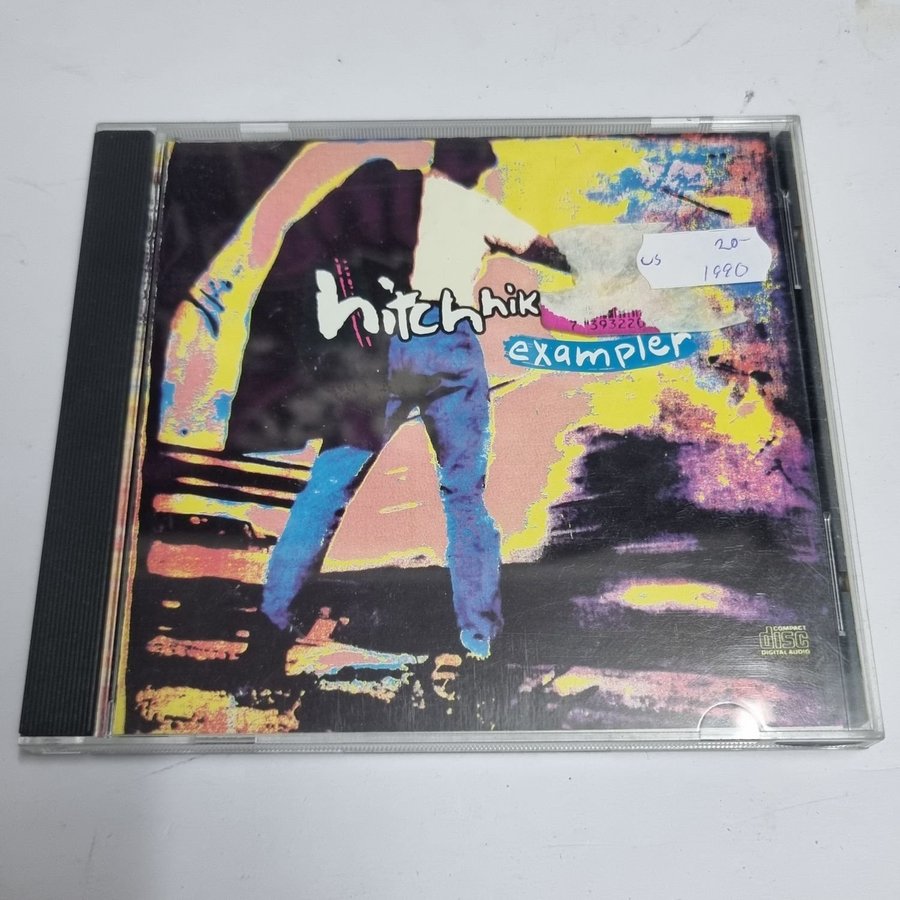 hitchhik
exampler
7 393226
20-
us
1990
COMPACT
disc
DIGITAL AUDIO